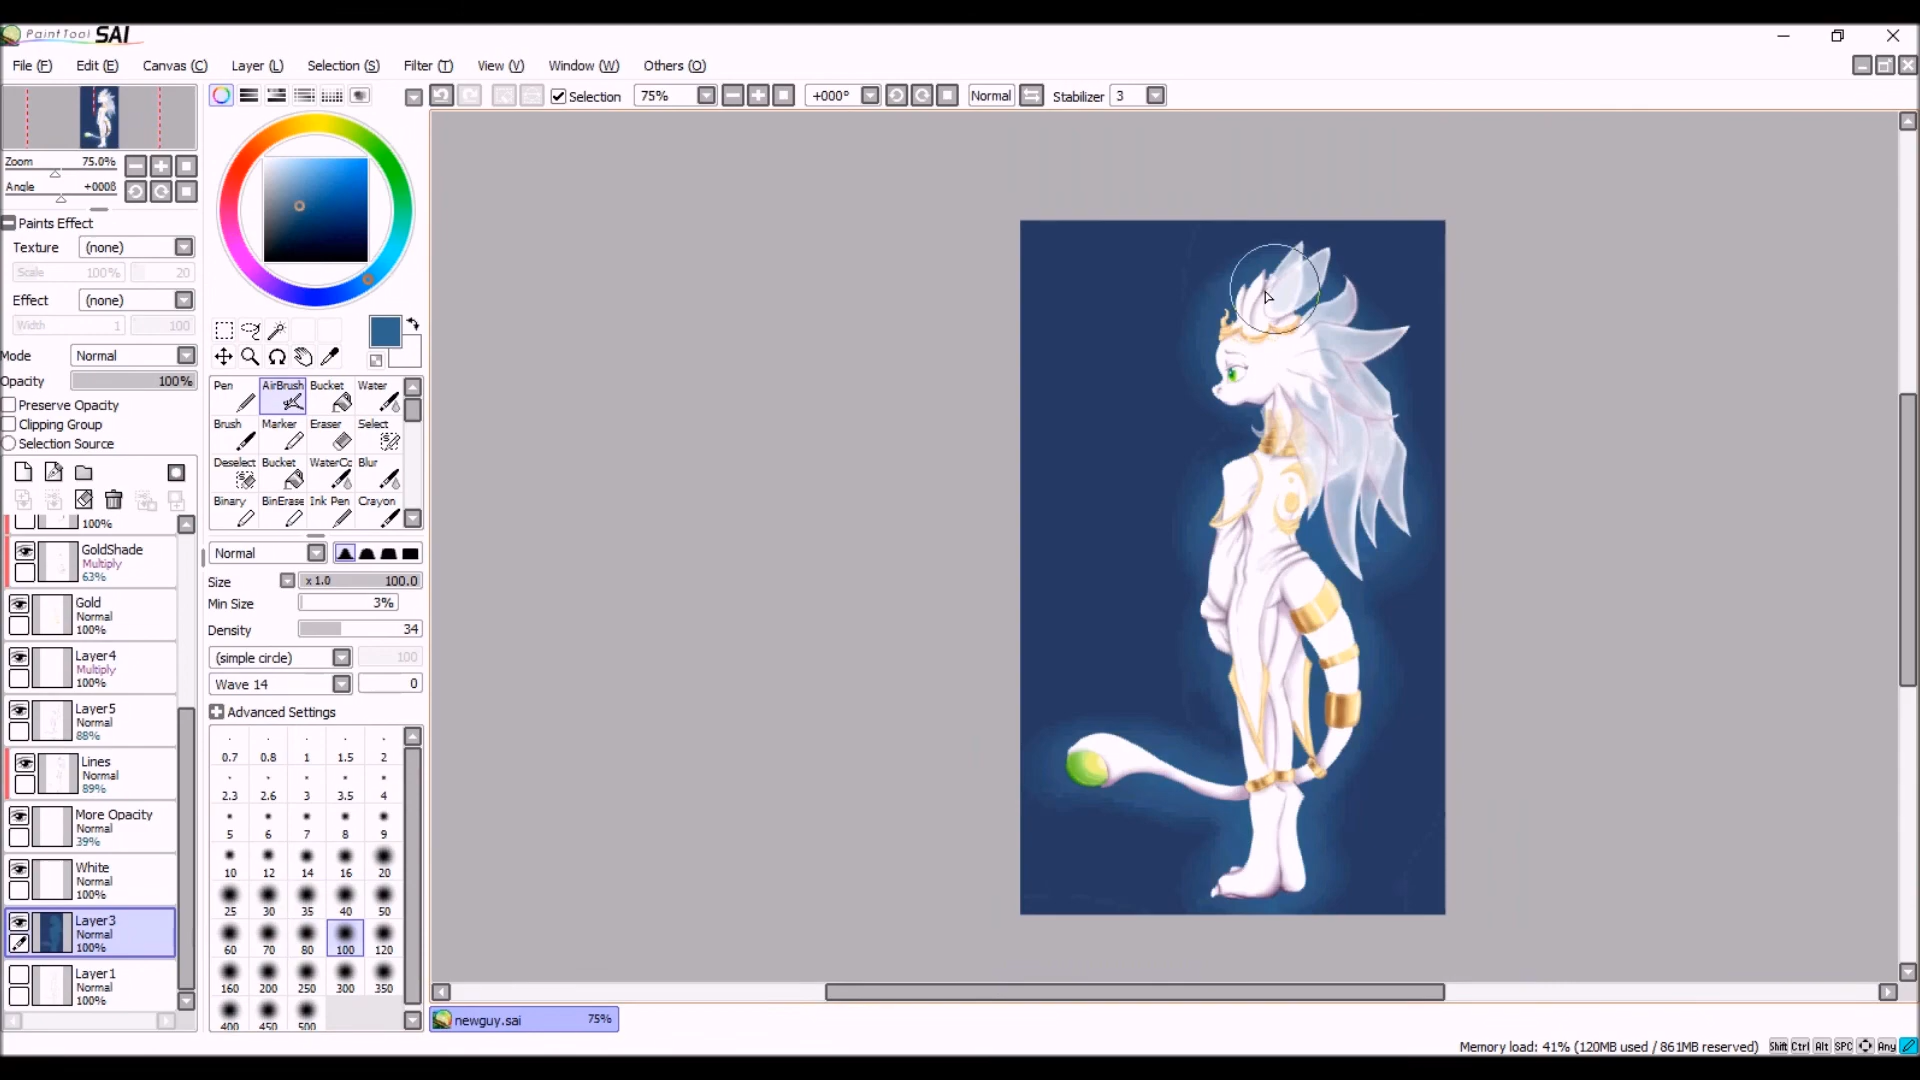 PaintTool SAI
File (F) Edit (E) Canvas (C) Layer (L) Selection (S) Filter (T) View (V) Window (W) Others (O)
Selection 75% +000° Normal Stabilizer 3
Zoom 75.0%
Angle +000ß
Paints Effect
Texture (none)
Scale 100% 20
Effect (none)
Width 1 100
Mode Normal
Opacity 100%
Preserve Opacity
Clipping Group
Selection Source
100%
GoldShade
Multiply
63%
Gold
Normal
100%
Layer4
Multiply
100%
Layer5
Normal
88%
Lines
Normal
89%
More Opacity
Normal
39%
White
Normal
100%
Layer3
Normal
100%
Layer1
Normal
100%
Pen AirBrush Bucket Water
Brush Marker Eraser Select
Deselect Bucket WaterCo Blur
Binary BinErase Ink Pen Crayon
Normal
Size x 1.0 100.0
Min Size 3%
Density 34
(simple circle) 100
Wave 14 0
Advanced Settings
0.7 0.8 1 1.5 2
2.3 2.6 3 3.5 4
5 6 7 8 9
10 12 14 16 20
25 30 35 40 50
60 70 80 100 120
160 200 250 300 350
400 450 500
newguy.sai 75%
Memory load: 41% (120MB used / 861MB reserved) Shift Ctrl Alt SPC Any